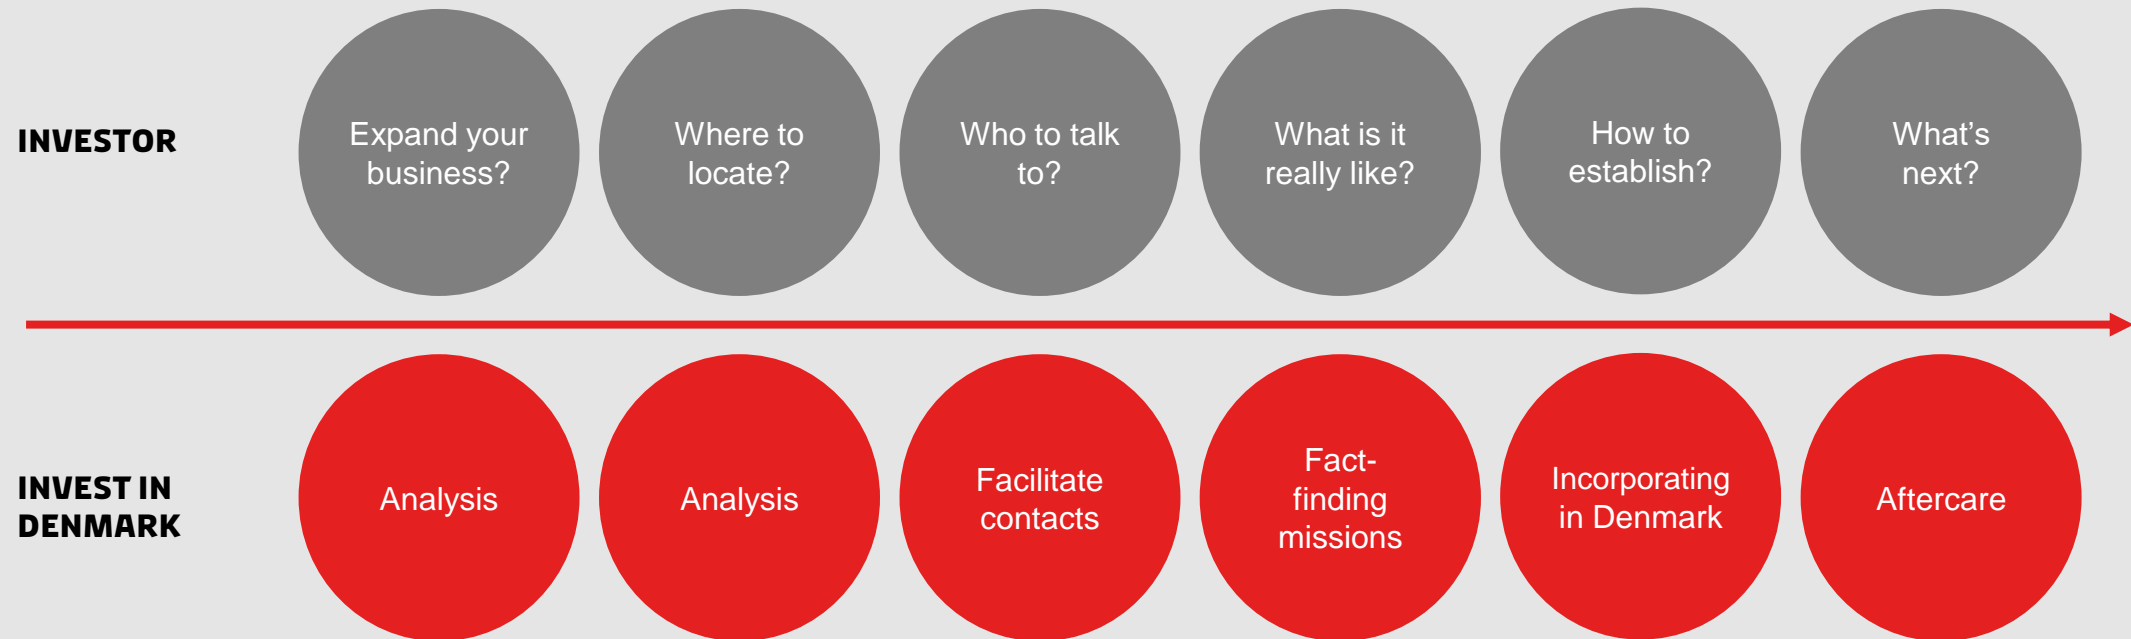 INVESTOR
Expand your
business?
Where to
locate?
Who to talk
to?
What is it
really like?
How to
establish?
What’s
next?
INVEST IN
DENMARK
Analysis
Analysis
Facilitate
contacts
Fact-
finding
missions
Incorporating
in Denmark
Aftercare